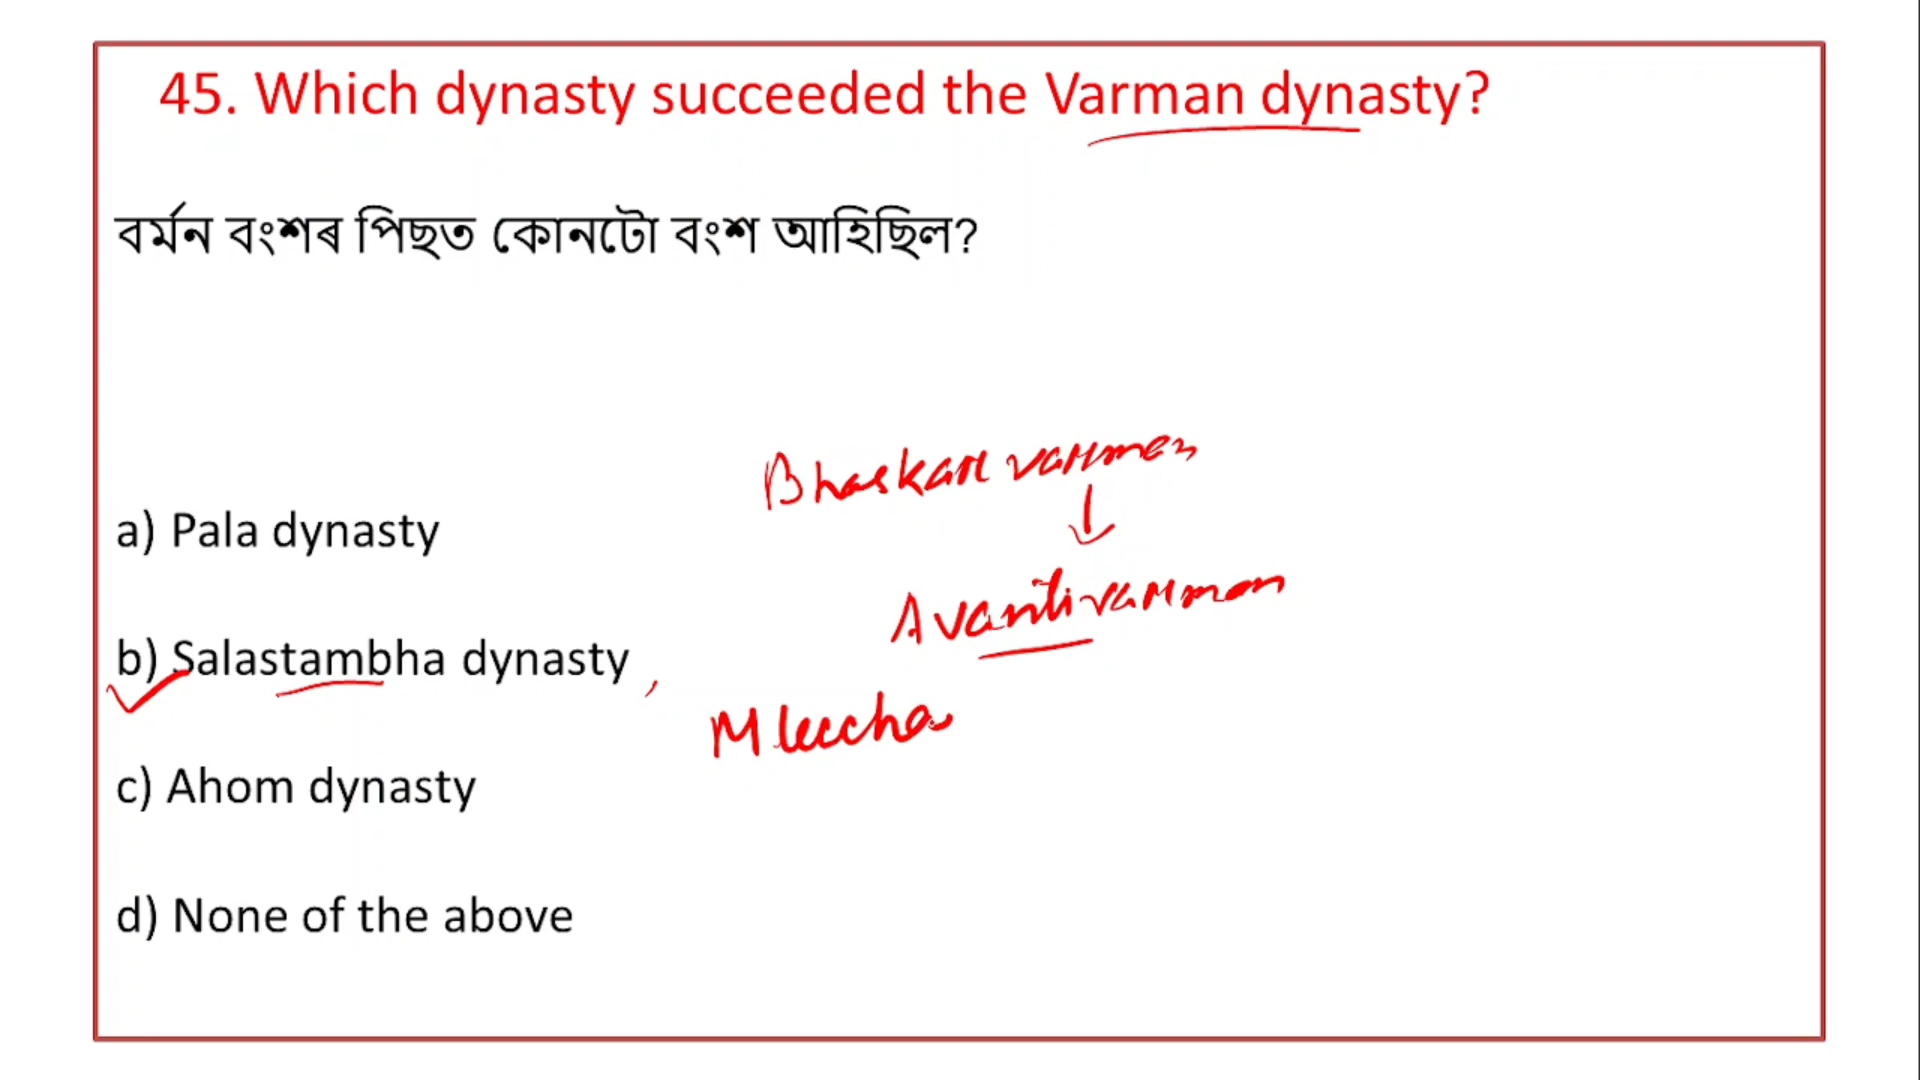 45. Which dynasty succeeded the Varman dynasty?
বৰ্মন বংশৰ পিছত কোনটো বংশ আহিছিল?
Bhaskar varman
a) Pala dynasty
Avantivarman
b) Salastambha dynasty,
Mleccha
c) Ahom dynasty
d) None of the above